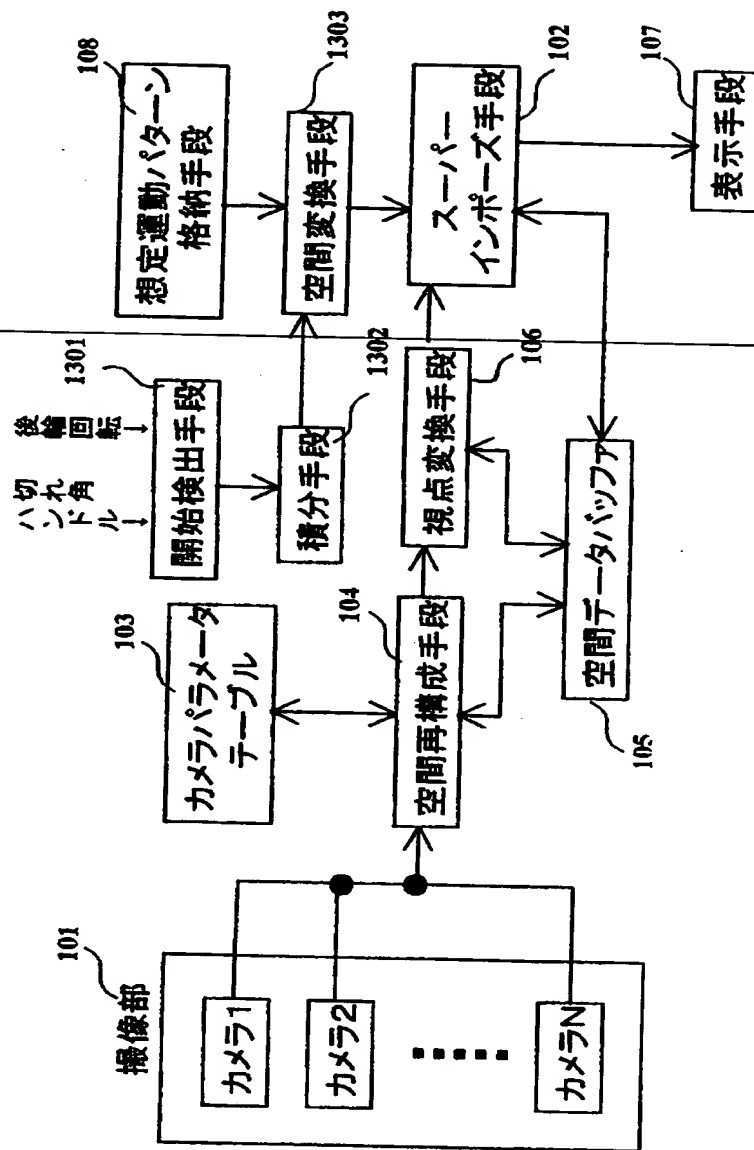 撮像部
101
カメラ1
カメラ2
カメラN
103
カメラパラメータ
テーブル
104
空間再構成手段
105
空間データバッファ
ハンドル
切れ角
後輪回転
1301
開始検出手段
1302
積分手段
106
視点変換手段
108
想定運動パターン
格納手段
1303
空間変換手段
102
スーパー
インポーズ手段
107
表示手段